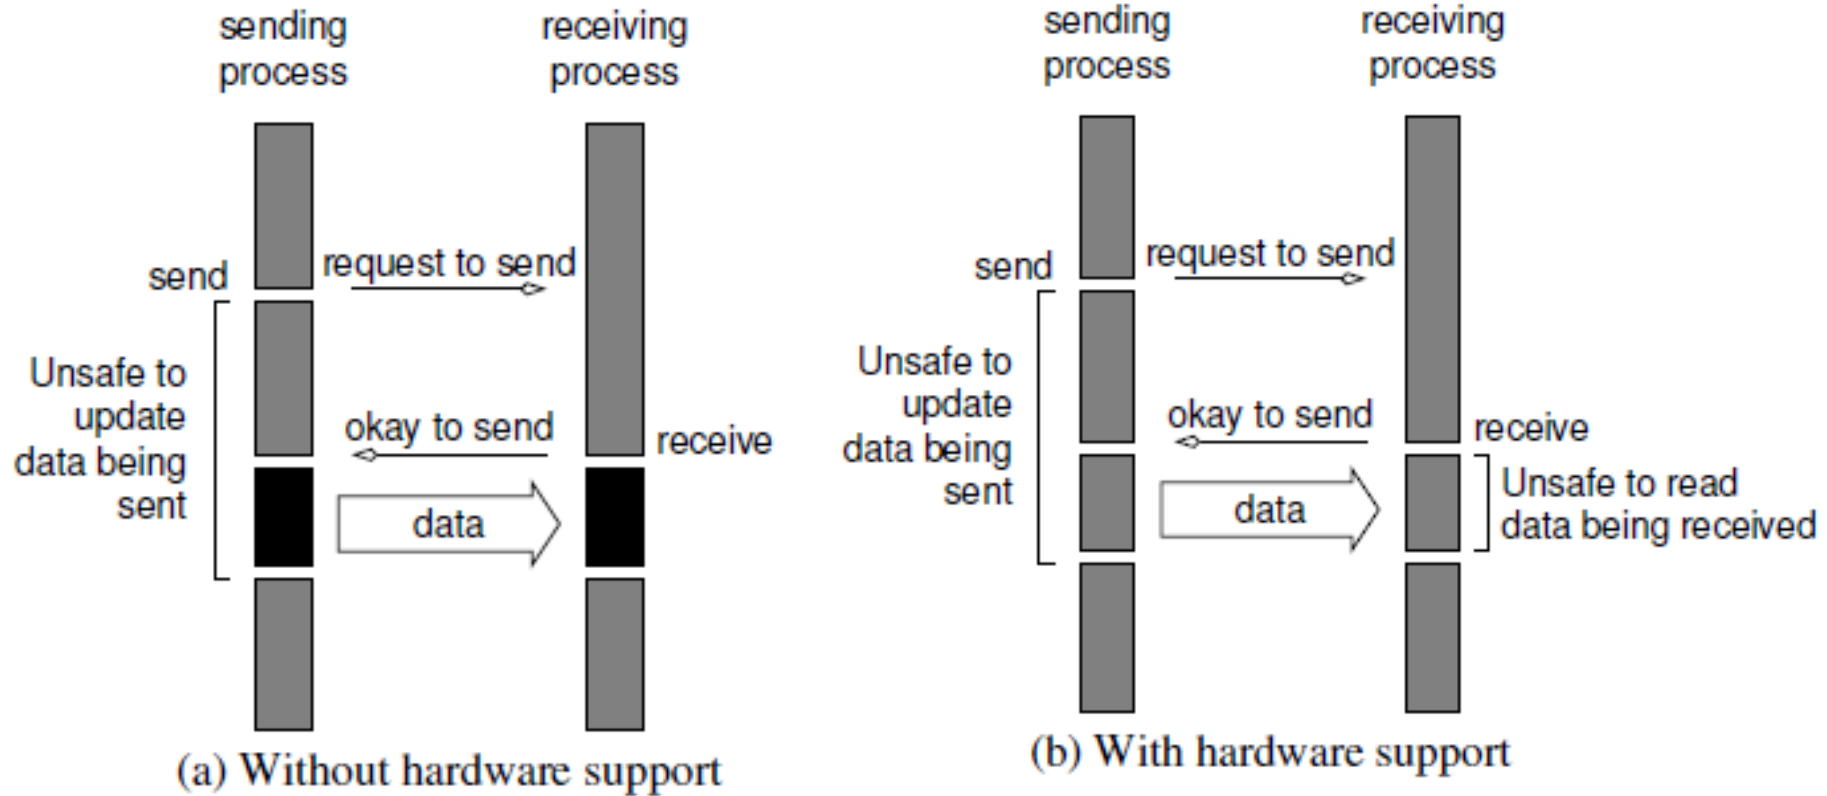 sending
process
receiving
process
send
request to send
Unsafe to
update
data being
sent
okay to send
receive
data
(a) Without hardware support
sending
process
receiving
process
send
request to send
Unsafe to
update
data being
sent
okay to send
receive
data
Unsafe to read
data being received
(b) With hardware support